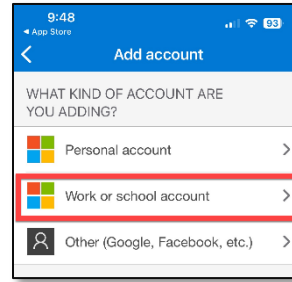 9:48
93
◄ App Store
Add account
WHAT KIND OF ACCOUNT ARE
YOU ADDING?
Personal account
Work or school account
Other (Google, Facebook, etc.)